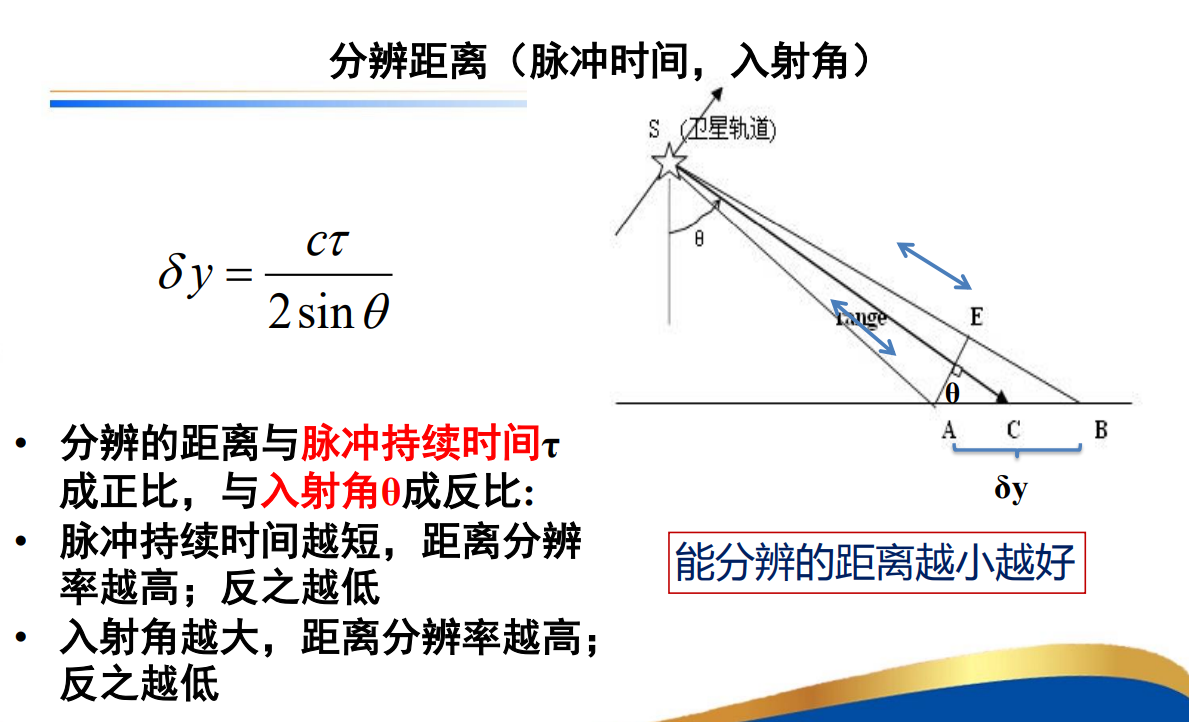 分辨距离（脉冲时间，入射角）
S (卫星轨道)
θ
δy = cτ / 2sinθ
range
E
θ
A C B
δy
• 分辨的距离与脉冲持续时间τ
成正比，与入射角θ成反比:
• 脉冲持续时间越短，距离分辨
率越高；反之越低
• 入射角越大，距离分辨率越高；
反之越低
能分辨的距离越小越好